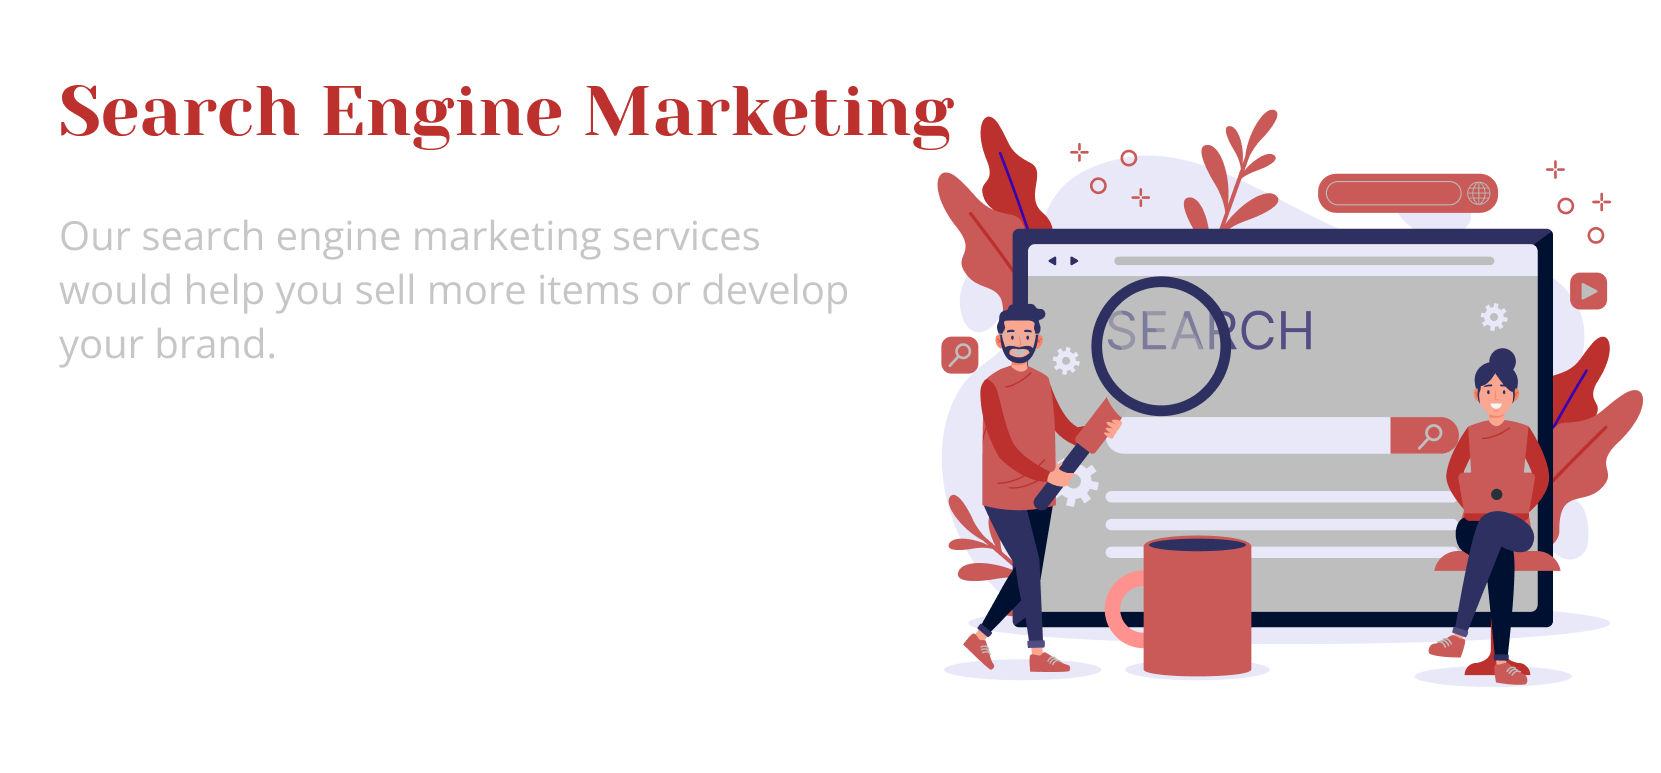 Search Engine Marketing
Our search engine marketing services
would help you sell more items or develop
your brand.
SEARCH